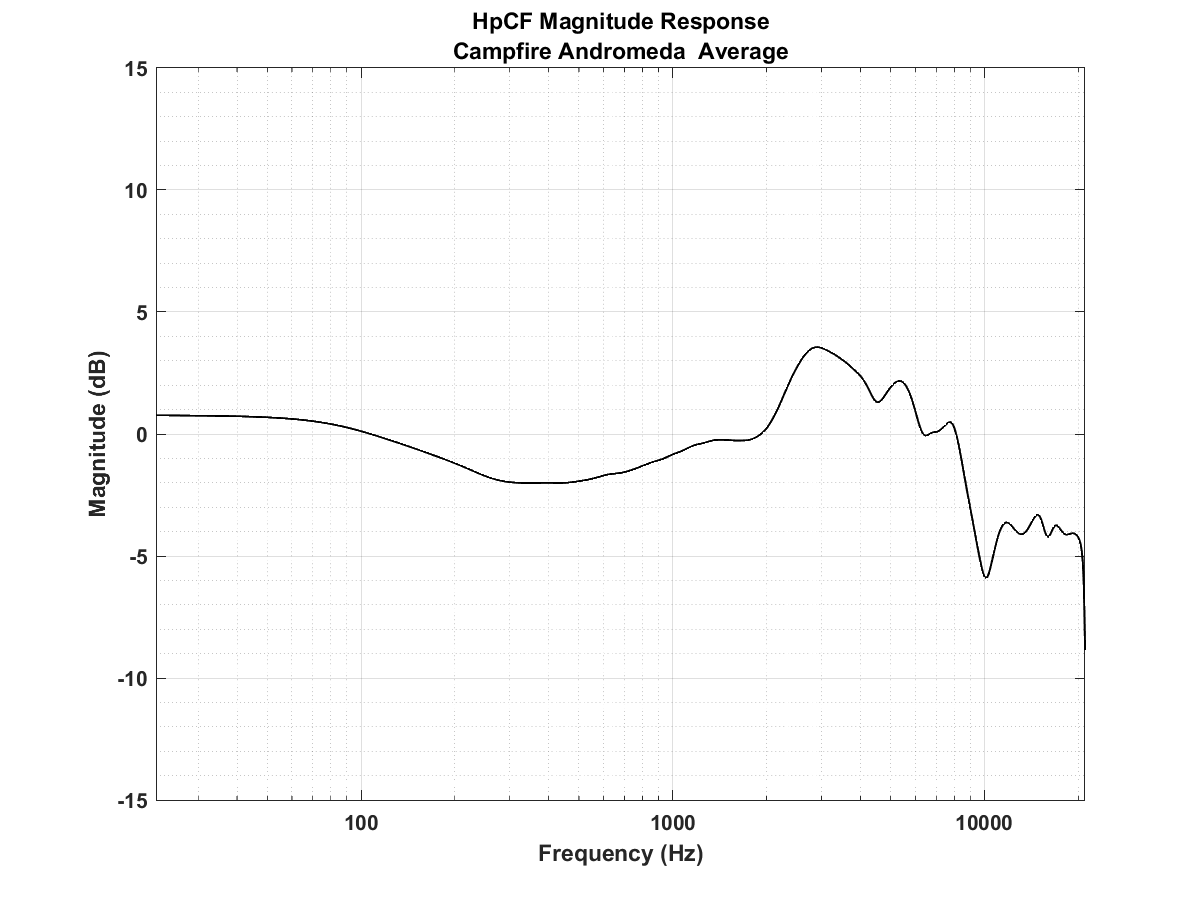 HpCF Magnitude Response
Campfire Andromeda  Average
15
10
5
0
-5
-10
-15
Magnitude (dB)
100
1000
10000
Frequency (Hz)